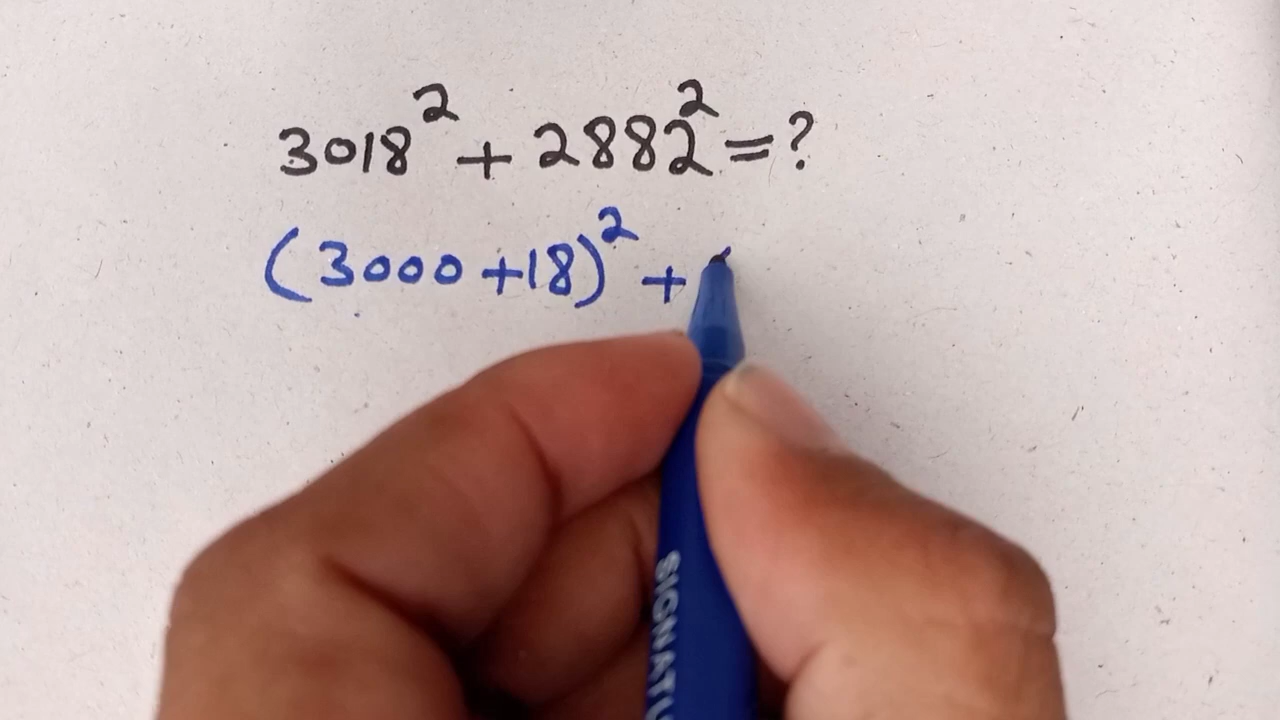 3018² + 2882² = ?
(3000 + 18)² +
SIGNATU